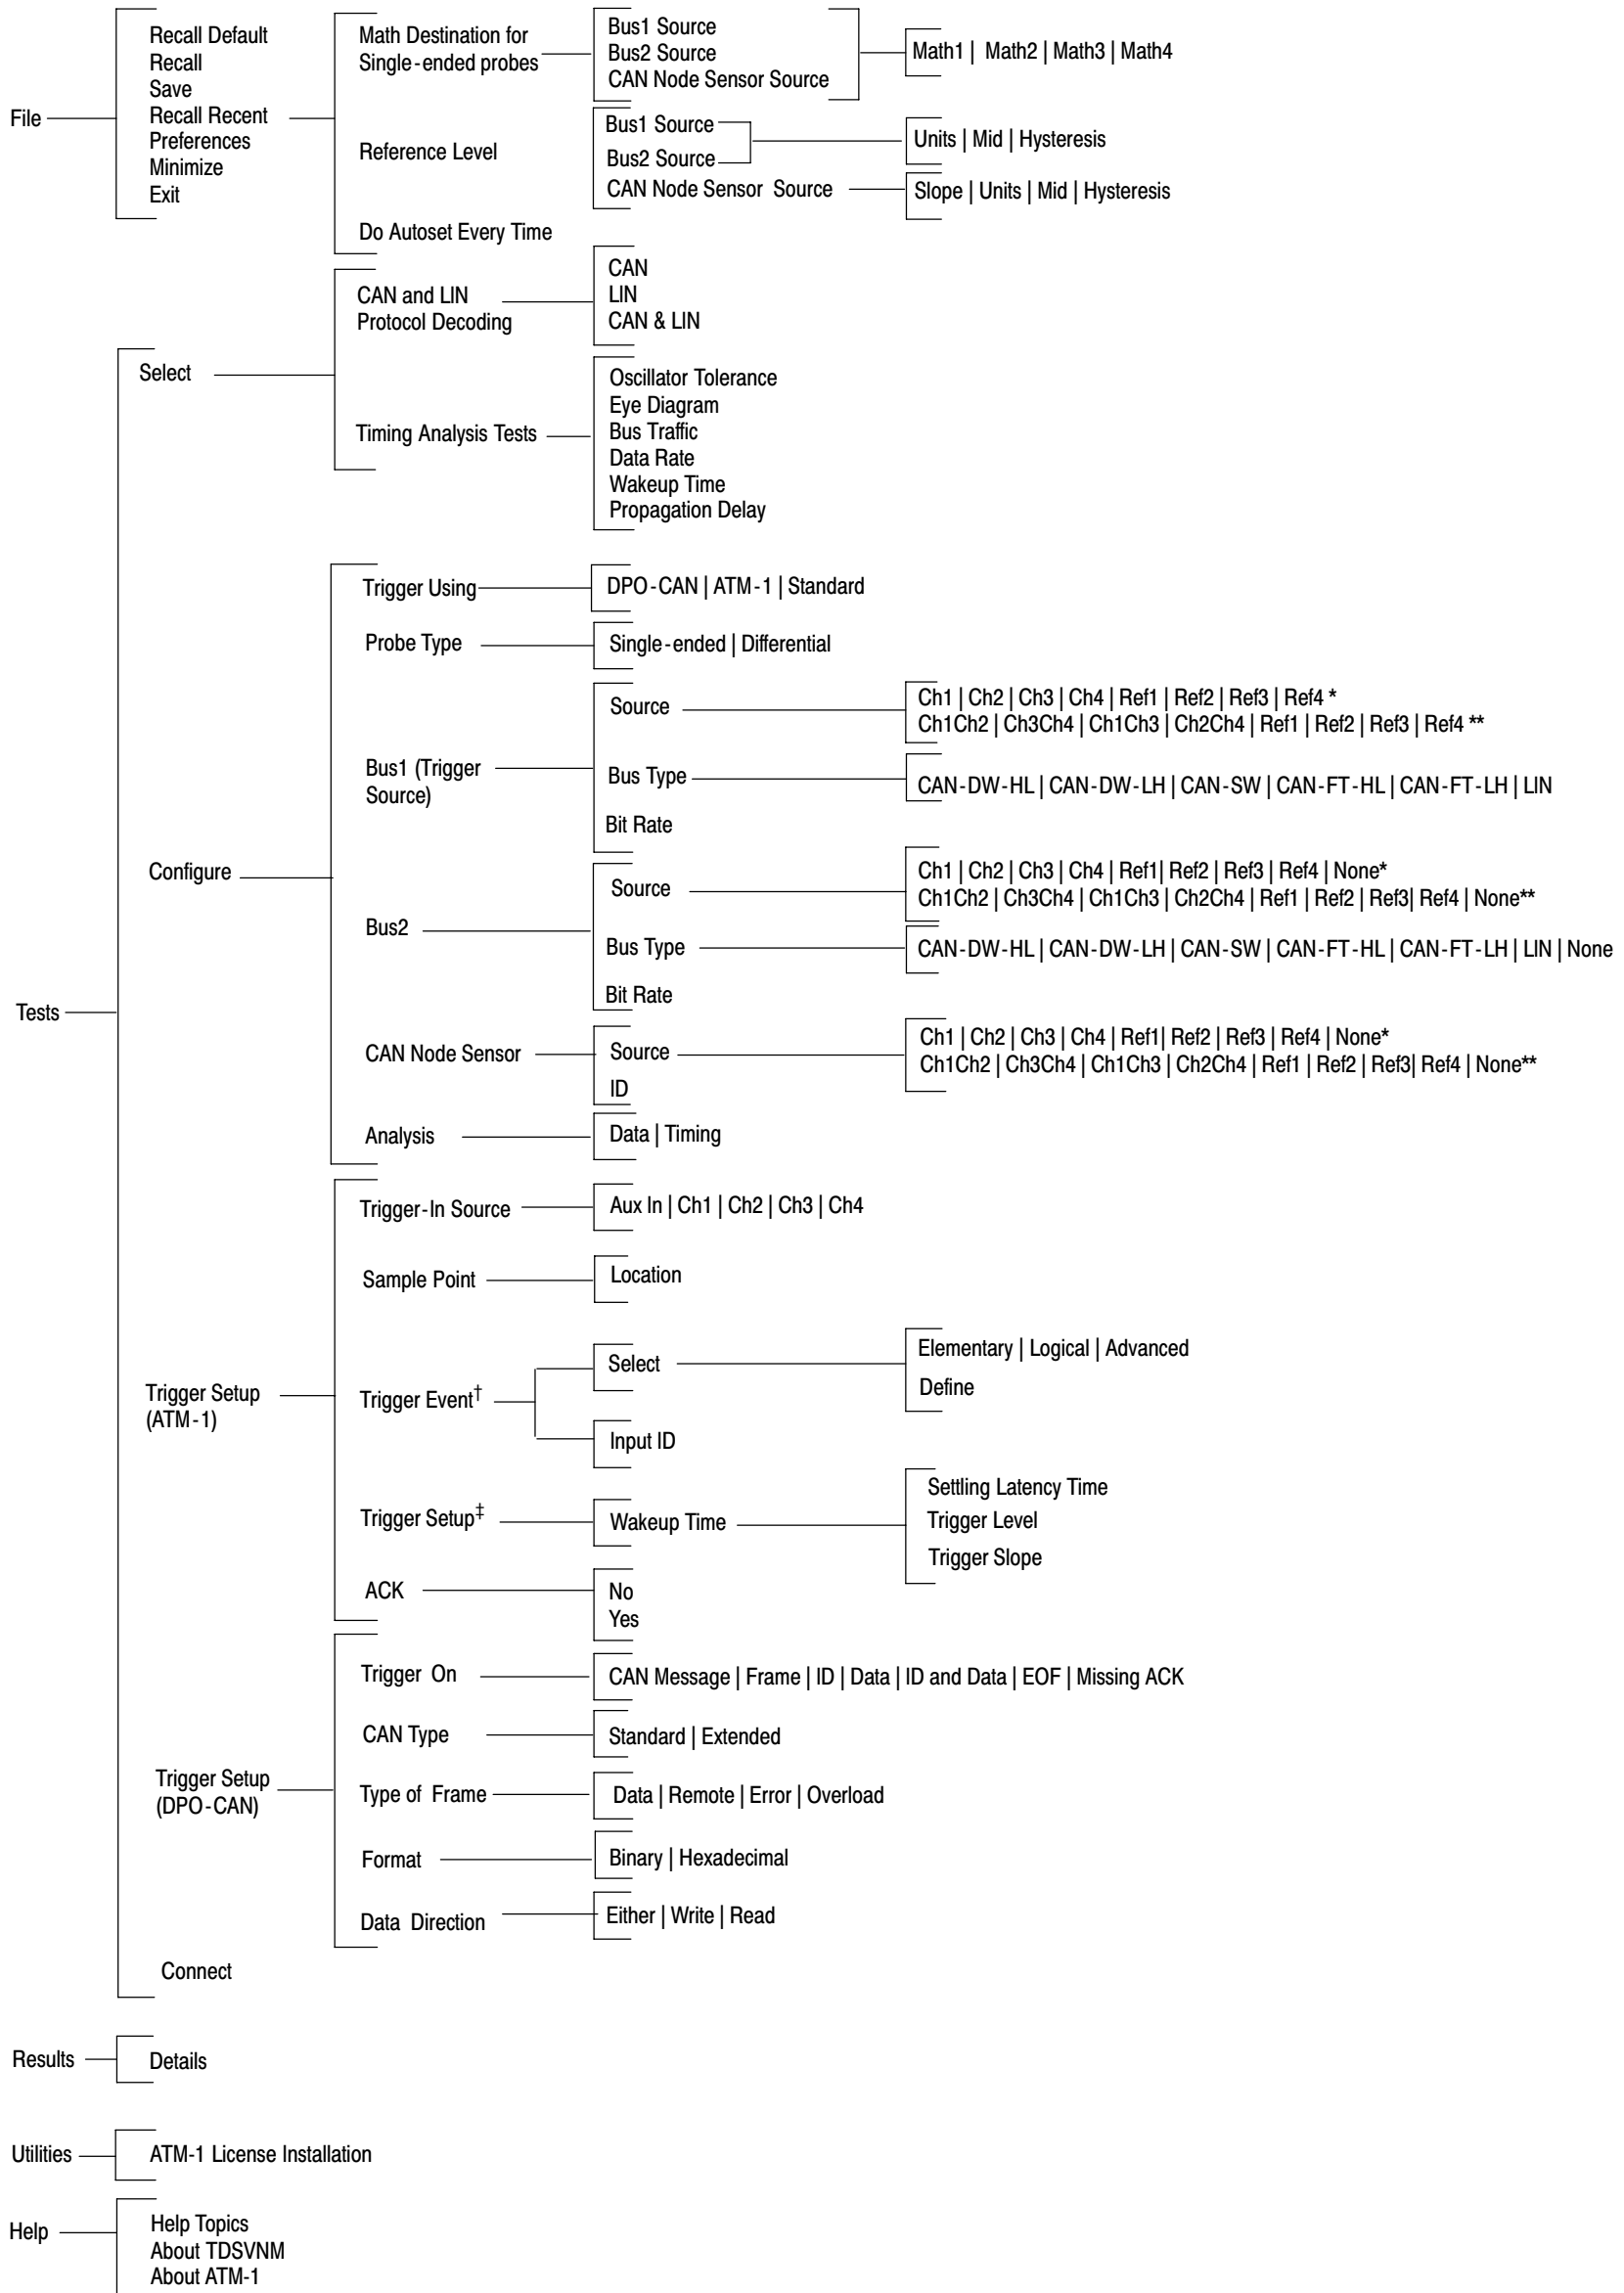 File
Recall Default
Recall
Save
Recall Recent
Preferences
Minimize
Exit
Math Destination for
Single-ended probes
Bus1 Source
Bus2 Source
CAN Node Sensor Source
Math1 | Math2 | Math3 | Math4
Reference Level
Bus1 Source
Bus2 Source
Units | Mid | Hysteresis
CAN Node Sensor Source
Slope | Units | Mid | Hysteresis
Do Autoset Every Time
Tests
Select
CAN and LIN
Protocol Decoding
CAN
LIN
CAN & LIN
Timing Analysis Tests
Oscillator Tolerance
Eye Diagram
Bus Traffic
Data Rate
Wakeup Time
Propagation Delay
Configure
Trigger Using
DPO-CAN | ATM-1 | Standard
Probe Type
Single-ended | Differential
Bus1 (Trigger
Source)
Source
Ch1 | Ch2 | Ch3 | Ch4 | Ref1 | Ref2 | Ref3 | Ref4 *
Ch1Ch2 | Ch3Ch4 | Ch1Ch3 | Ch2Ch4 | Ref1 | Ref2 | Ref3 | Ref4 **
Bus Type
CAN-DW-HL | CAN-DW-LH | CAN-SW | CAN-FT-HL | CAN-FT-LH | LIN
Bit Rate
Bus2
Source
Ch1 | Ch2 | Ch3 | Ch4 | Ref1| Ref2 | Ref3 | Ref4 | None*
Ch1Ch2 | Ch3Ch4 | Ch1Ch3 | Ch2Ch4 | Ref1 | Ref2 | Ref3| Ref4 | None**
Bus Type
CAN-DW-HL | CAN-DW-LH | CAN-SW | CAN-FT-HL | CAN-FT-LH | LIN | None
Bit Rate
CAN Node Sensor
Source
Ch1 | Ch2 | Ch3 | Ch4 | Ref1| Ref2 | Ref3 | Ref4 | None*
Ch1Ch2 | Ch3Ch4 | Ch1Ch3 | Ch2Ch4 | Ref1 | Ref2 | Ref3| Ref4 | None**
ID
Analysis
Data | Timing
Trigger Setup
(ATM-1)
Trigger-In Source
Aux In | Ch1 | Ch2 | Ch3 | Ch4
Sample Point
Location
Trigger Event†
Select
Elementary | Logical | Advanced
Define
Input ID
Trigger Setup‡
Wakeup Time
Settling Latency Time
Trigger Level
Trigger Slope
ACK
No
Yes
Trigger Setup
(DPO-CAN)
Trigger On
CAN Message | Frame | ID | Data | ID and Data | EOF | Missing ACK
CAN Type
Standard | Extended
Type of Frame
Data | Remote | Error | Overload
Format
Binary | Hexadecimal
Data Direction
Either | Write | Read
Connect
Results
Details
Utilities
ATM-1 License Installation
Help
Help Topics
About TDSVNM
About ATM-1